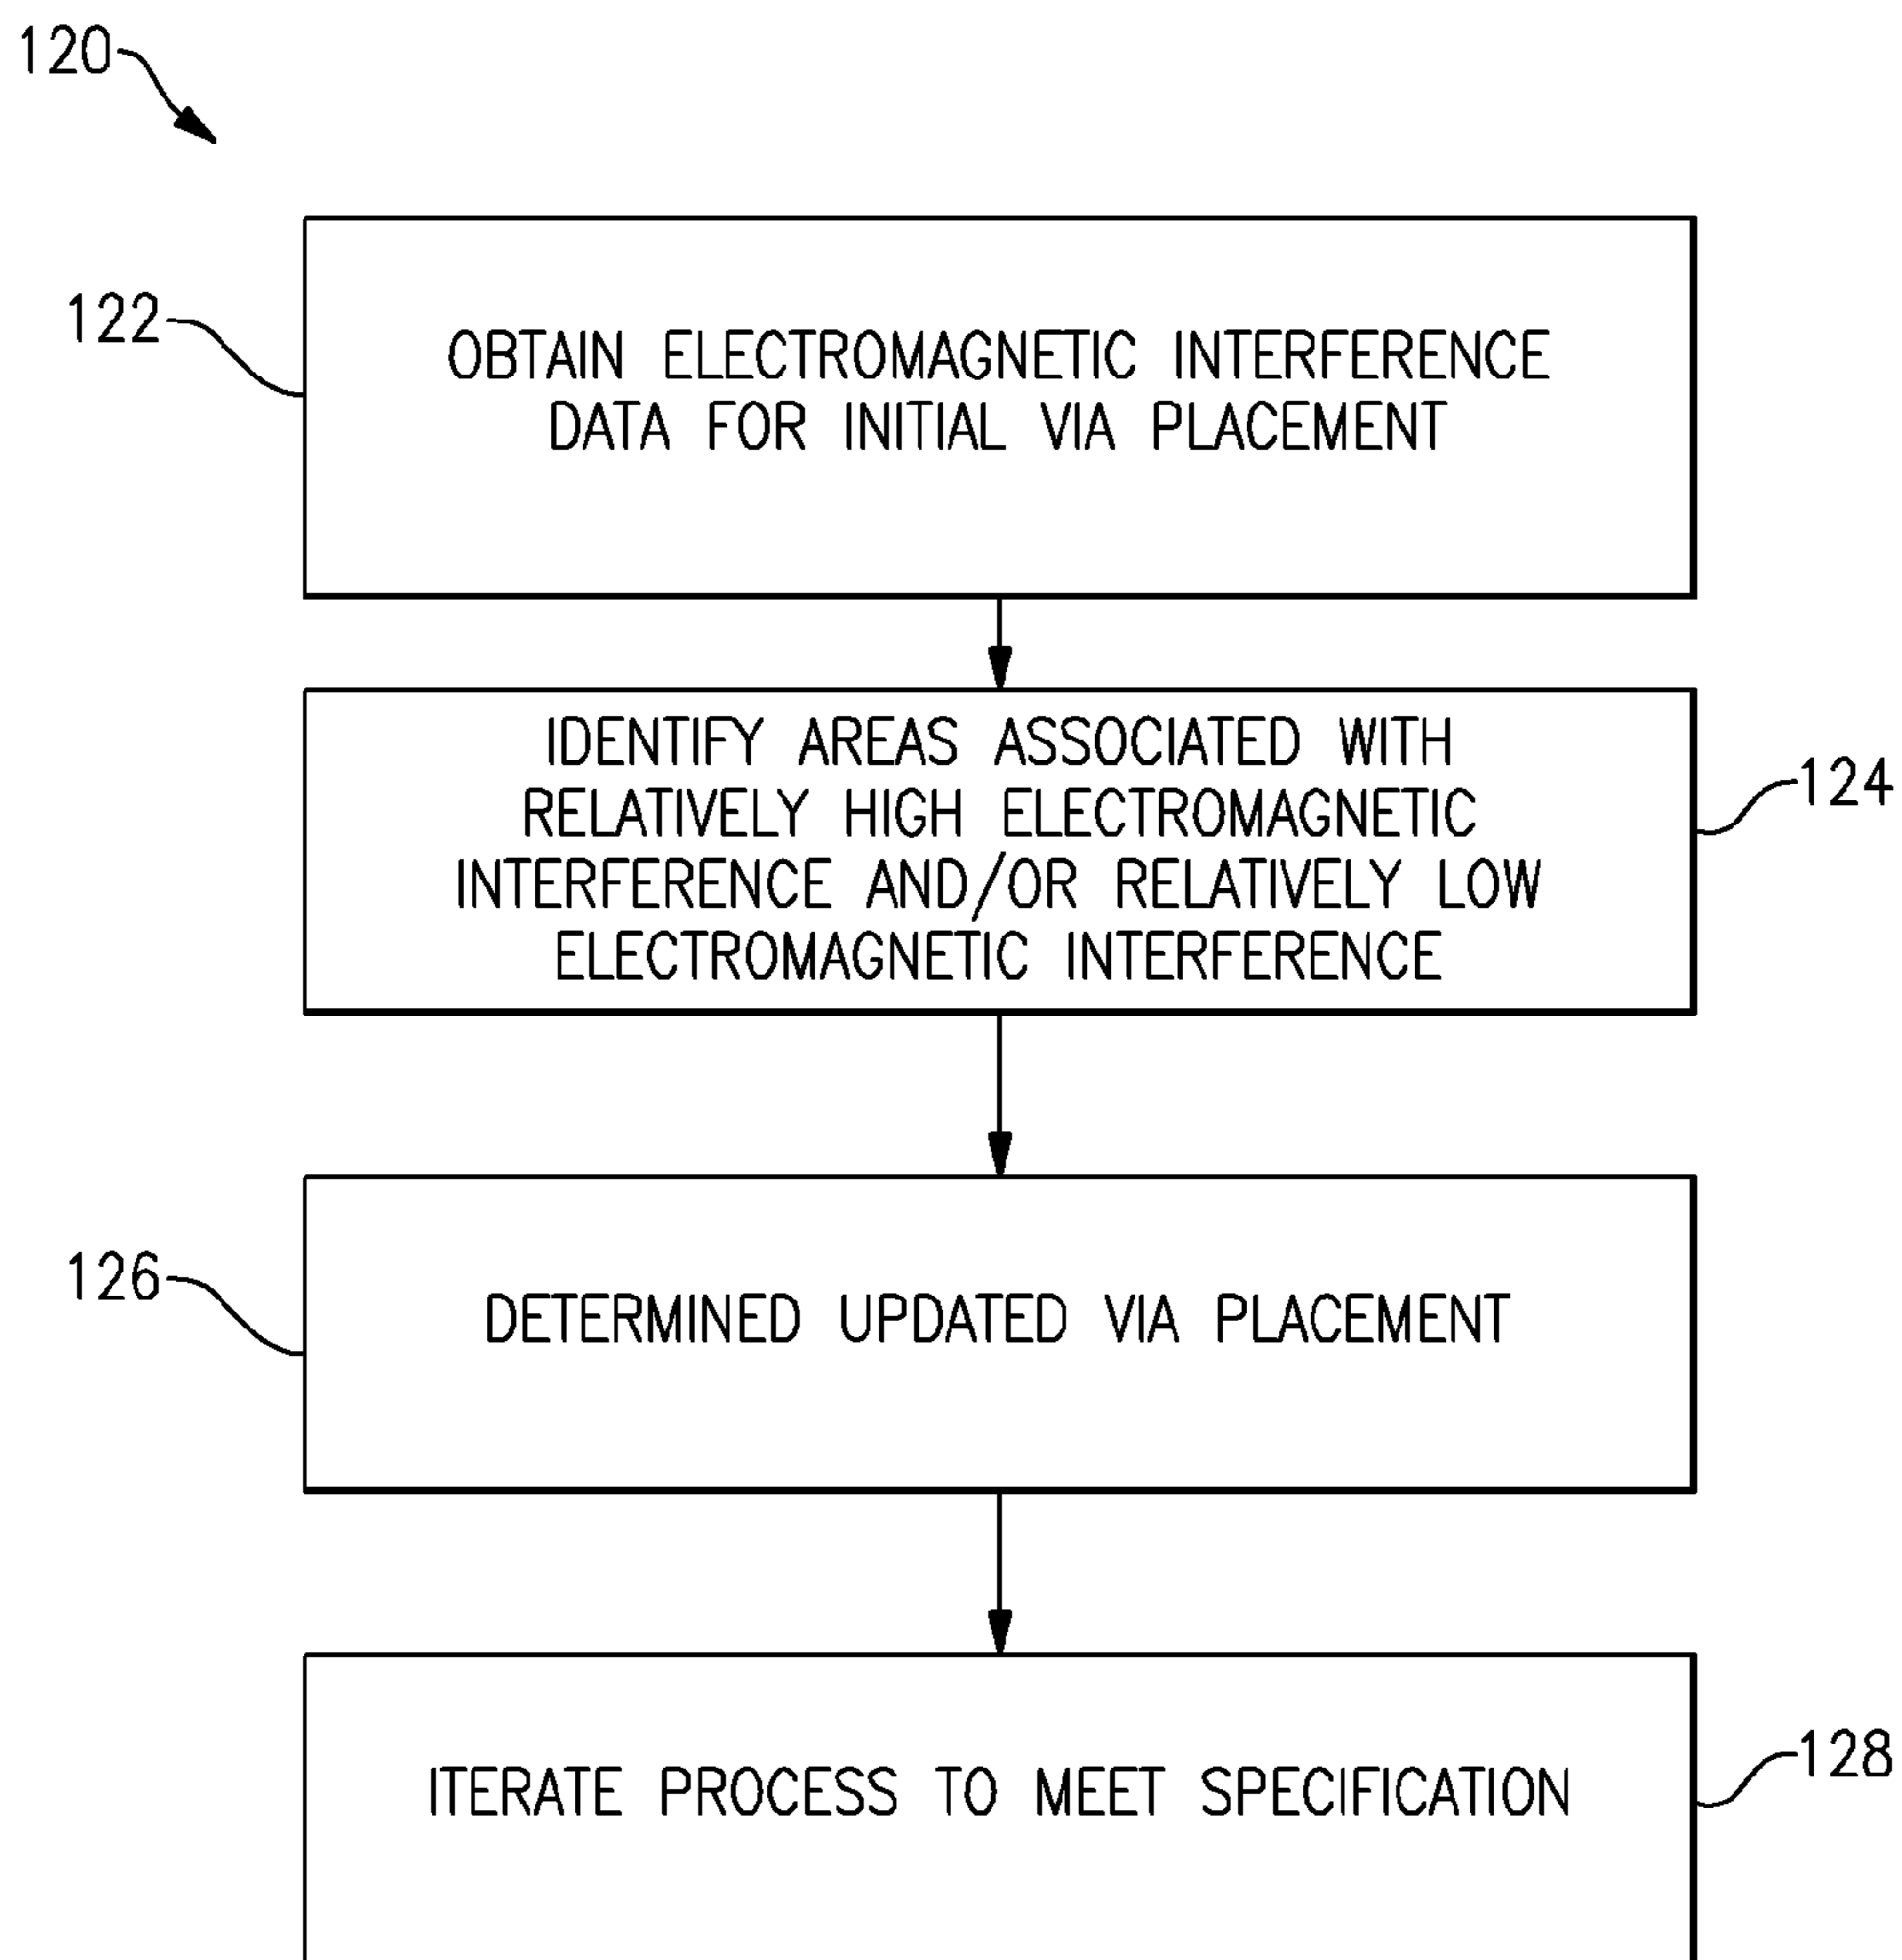 120
122
OBTAIN ELECTROMAGNETIC INTERFERENCE
DATA FOR INITIAL VIA PLACEMENT
IDENTIFY AREAS ASSOCIATED WITH
RELATIVELY HIGH ELECTROMAGNETIC
INTERFERENCE AND/OR RELATIVELY LOW
ELECTROMAGNETIC INTERFERENCE
124
126
DETERMINED UPDATED VIA PLACEMENT
ITERATE PROCESS TO MEET SPECIFICATION
128